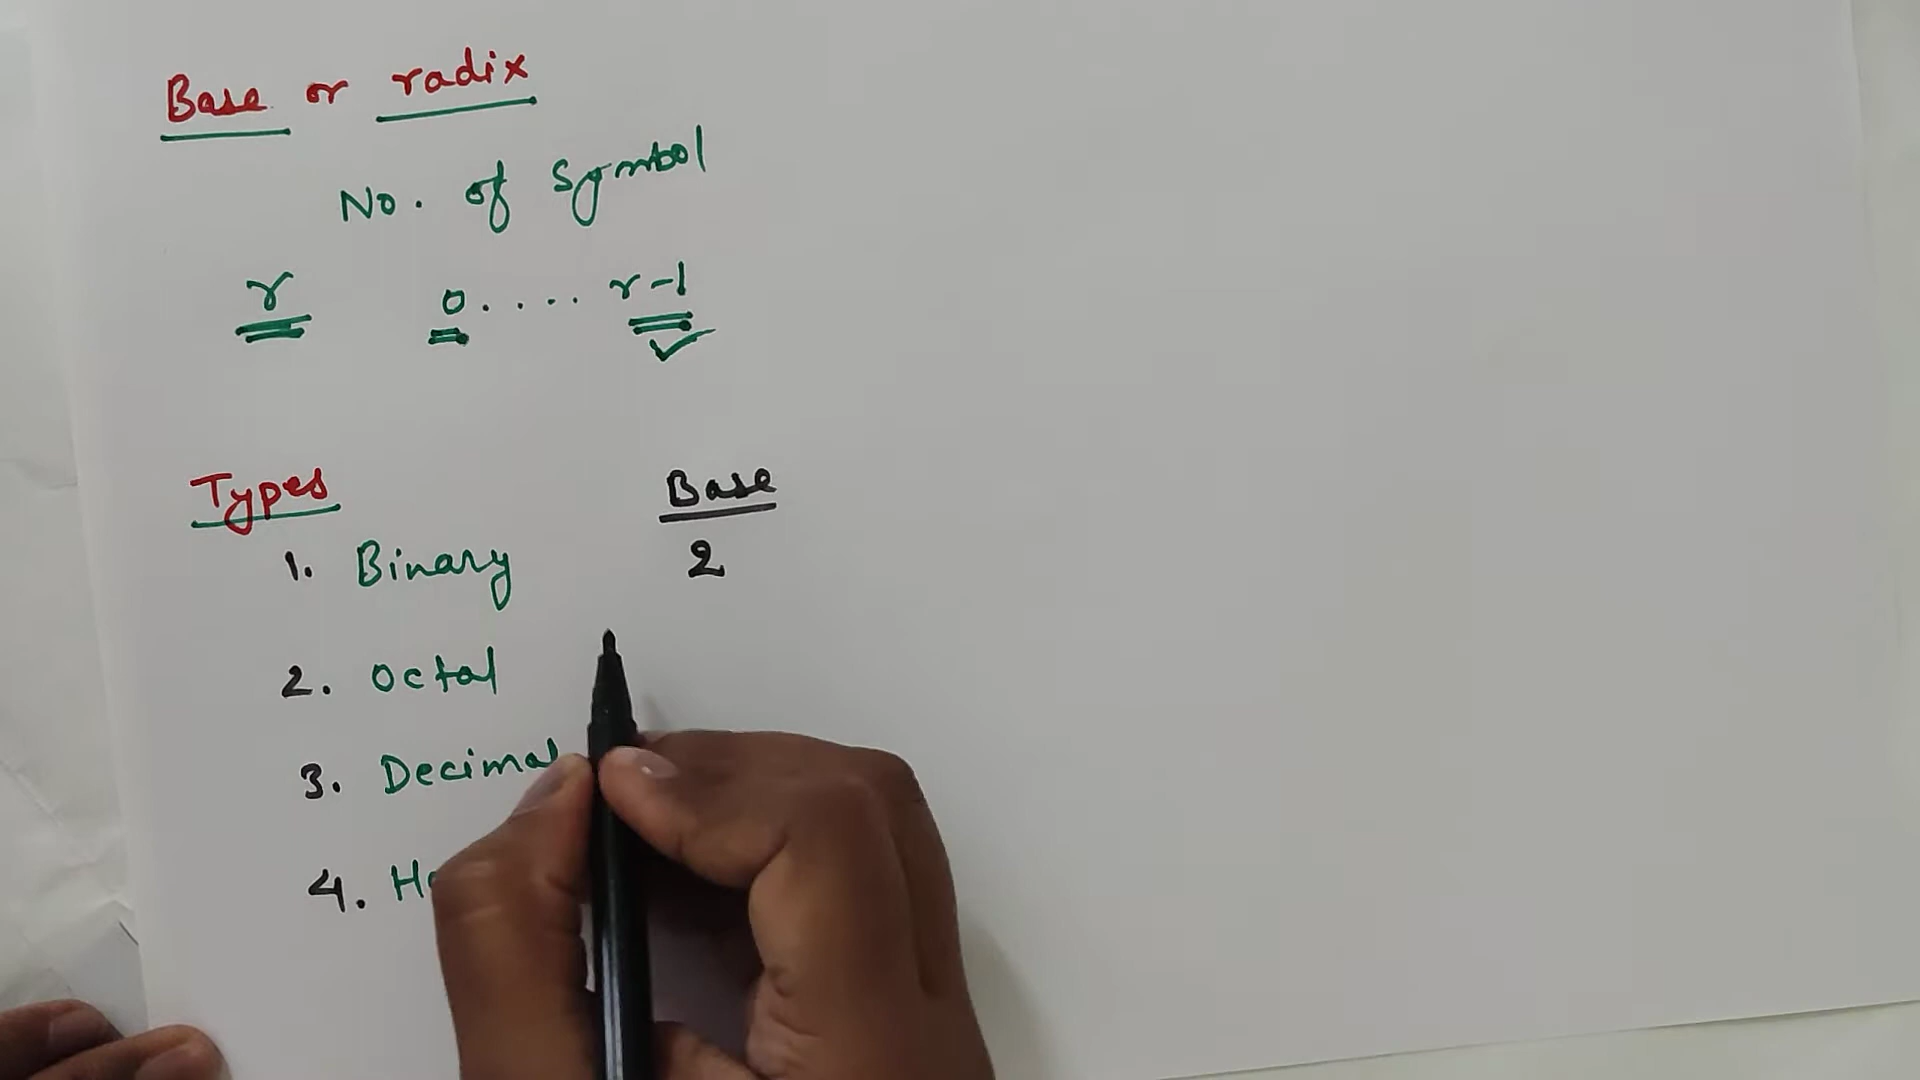 Base or radix
No. of Symbol
r 0..... r-1
Types Base
1. Binary 2
2. Octal
3. Decimal
4.